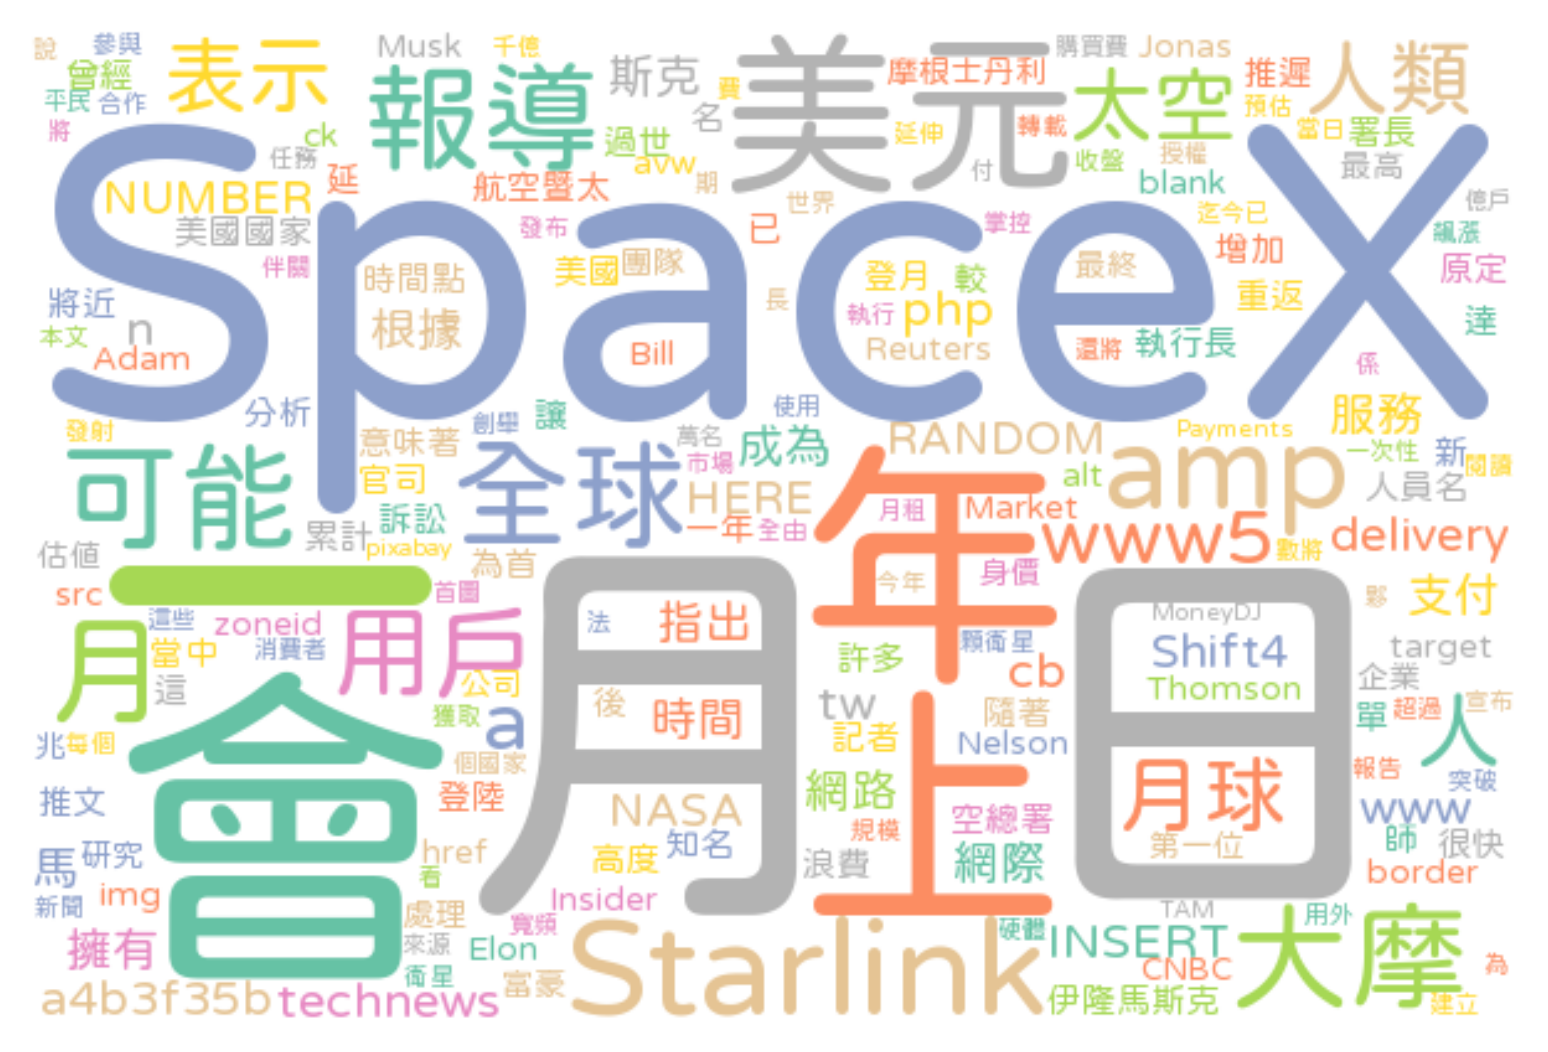 說 參與 表示 Musk 千億 美元 購買費 Jonas 人類
曾經 報導 斯克 費 摩根士丹利 太空 推遲
平民 合作 名 預估
將 ck 過世 延伸 轉載 當日 署長
任務 avw 收盤 授權 最高
NUMBER 延 航空暨太 期 付 blank
SpaceX
美國國家 發布 已 世界 掌控 迄今已 億戶
伴關 時間點 美國 團隊 登月 較 最終 增加 飆漲
將近 n 根據 長 執行 php 重返 原定
本文 Adam Bill Reuters 還將 執行長 達
係
分析 創舉 讓 使用 服務
發射 意味著 萬名 成為 RANDOM Payments 一次性 新
可能 官司 全球 市場 alt amp 人員名 閱讀
累計 訴訟 HERE 月租 Market
估值 pixabay 一年 全由 年 www5 數將 delivery
src 一 為首 今年 身價 夥 支付
首圖 月 日 MoneyDJ
月 這些 zoneid 用戶 法 指出 顆衛星 Shift4 target
當中 消費者 許多 cb Thomson 企業
這 公司 後 時間 tw 隨著 單 超過 人 宣布
兆 每個 會 獲取 a 記者 上 Nelson
個國家 月球 報告 突破
推文 登陸 NASA 網路 空總署 www
馬 研究 href 高度 知名 規模 第一位 師 很快
新聞 img 看 浪費 網際 border
Insider
擁有 處理 寬頻 TAM 用外
來源 Elon Starlink 硬體 INSERT 大摩
衛星 CNBC 為
a4b3f35b technews 富豪 伊隆馬斯克 建立